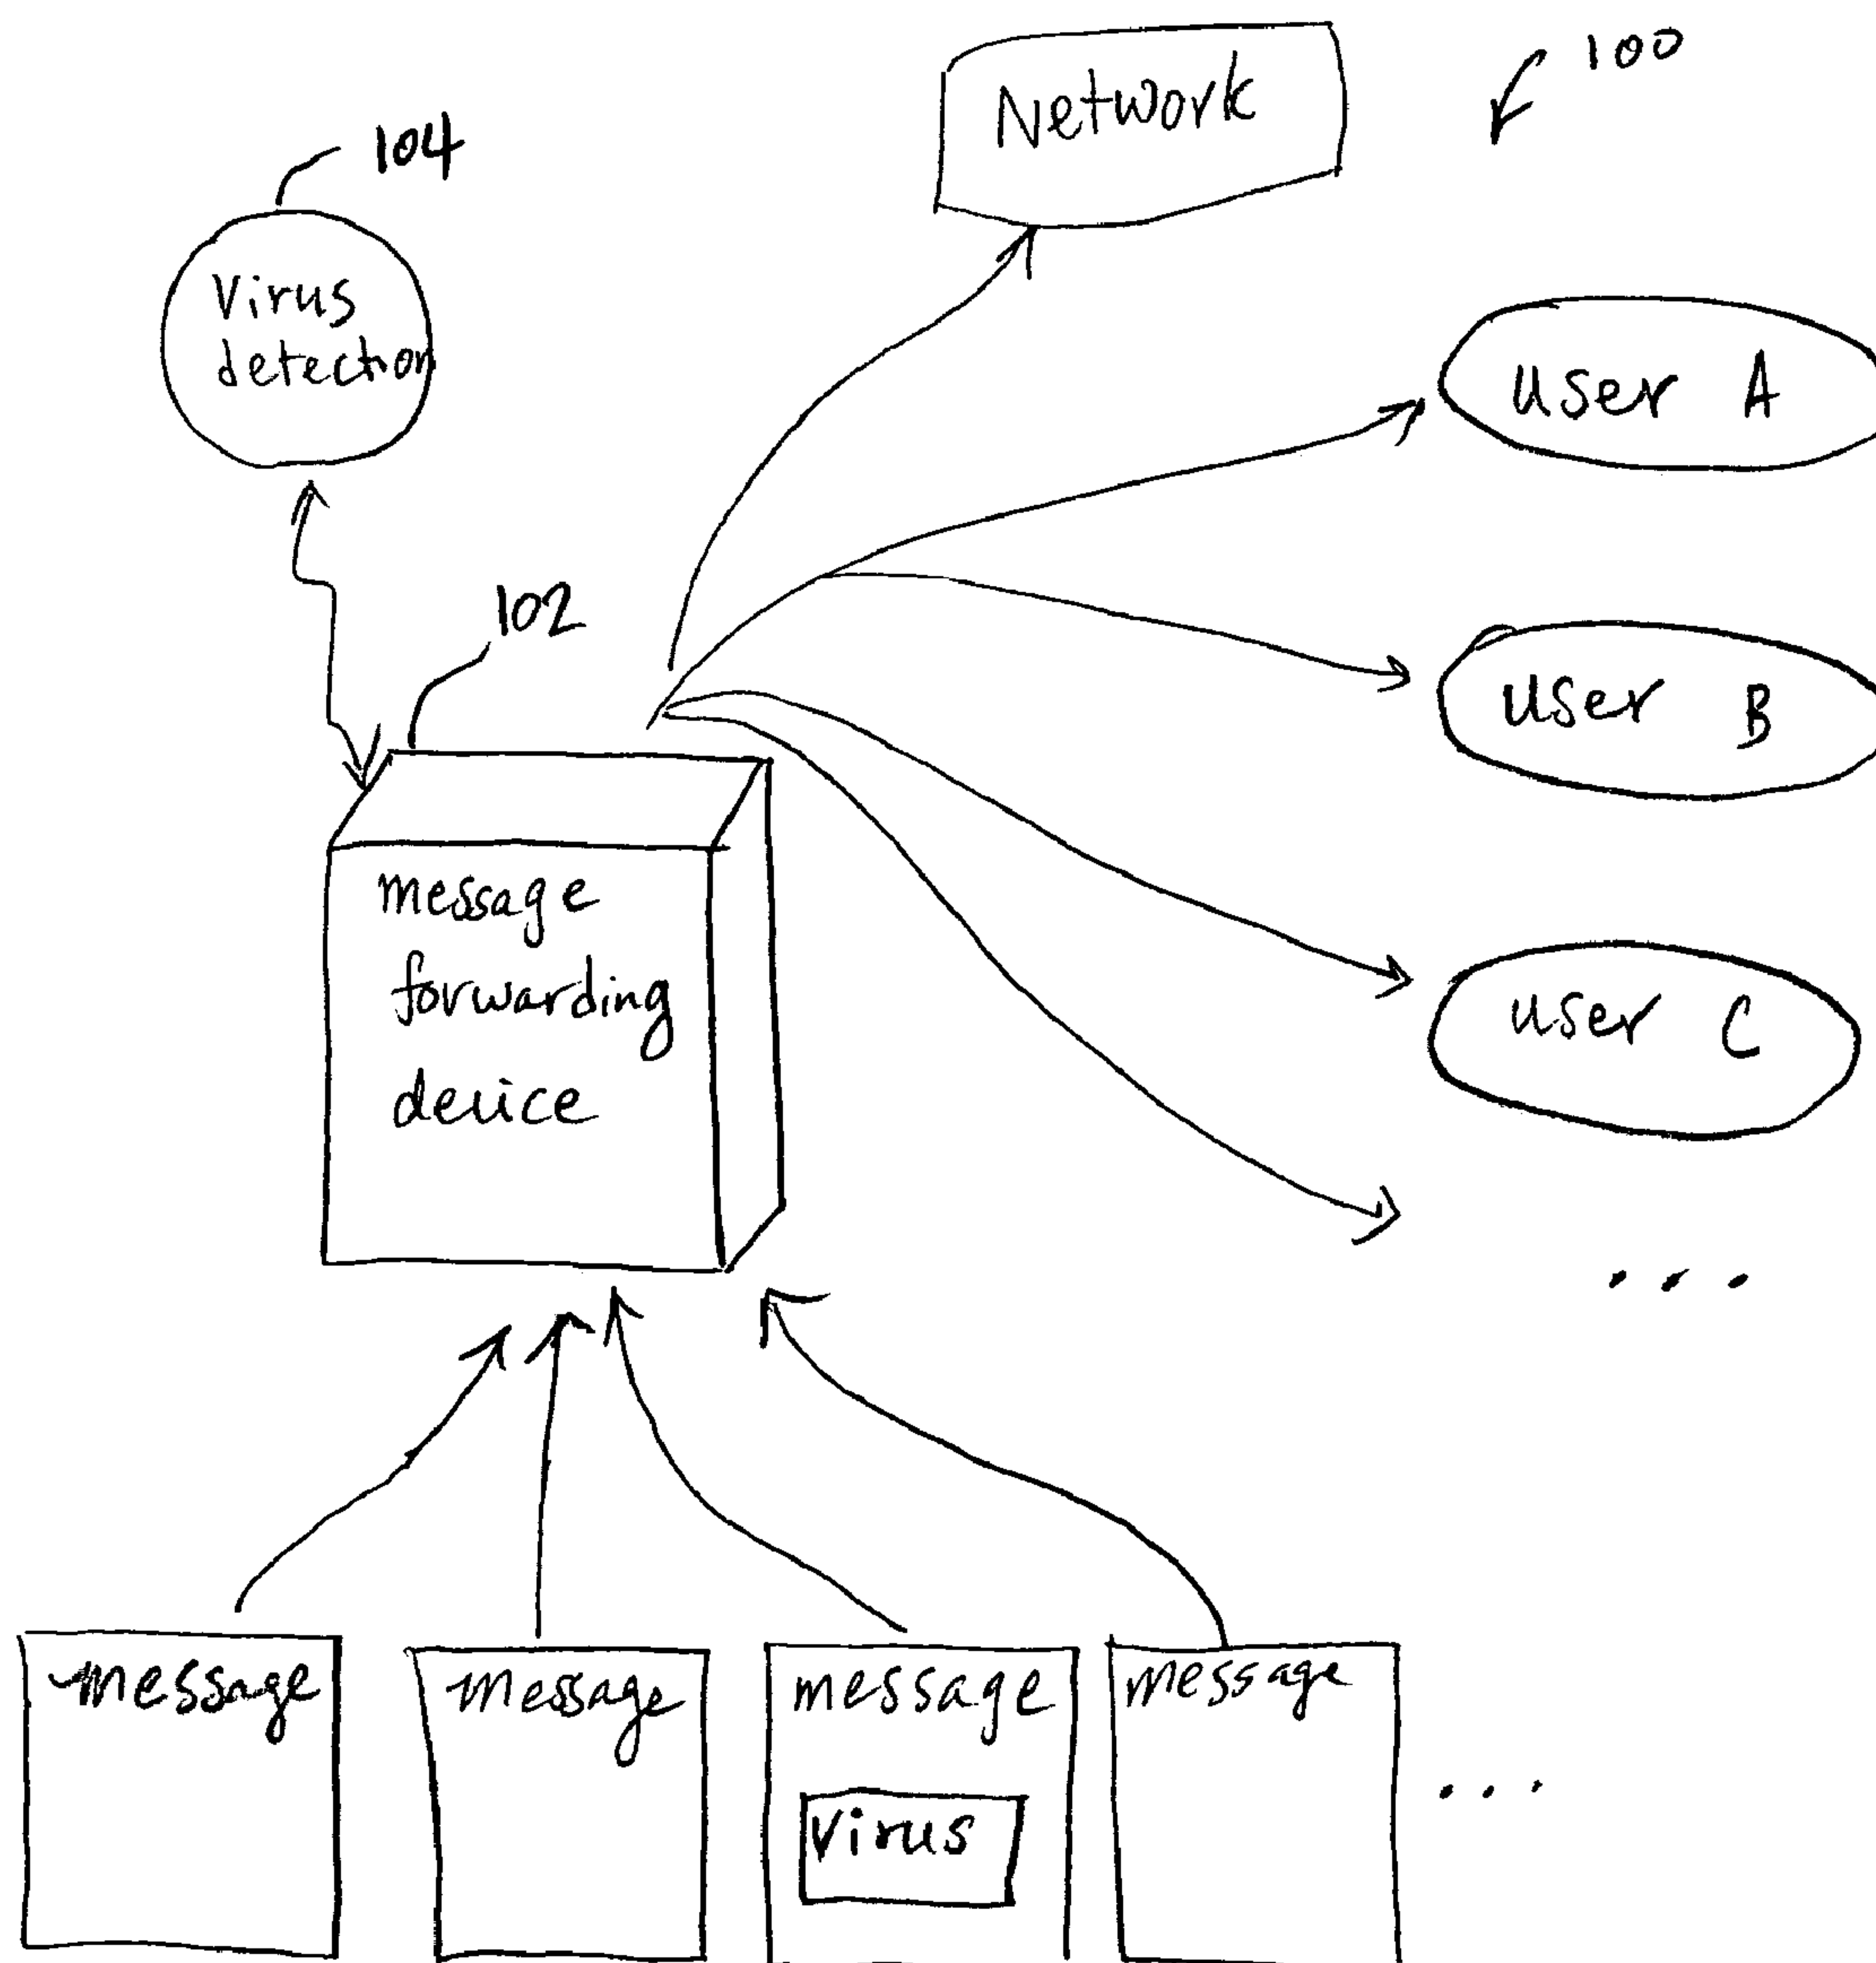 Network
100
104
Virus
detection
user A
102
user B
message
forwarding
device
user C
...
message
message
message
message
Virus
...